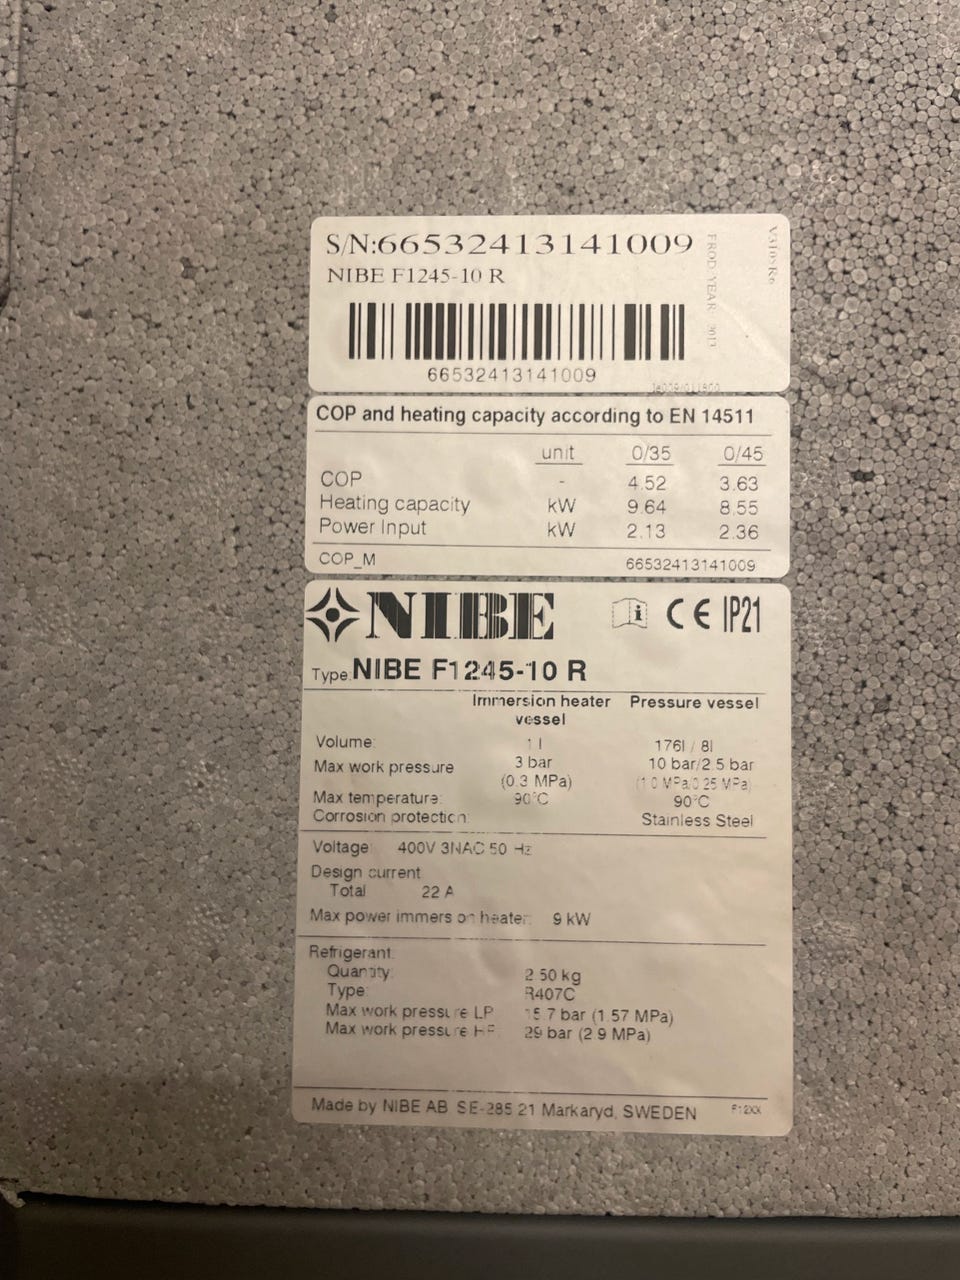 S/N:66532413141009
NIBE F1245-10 R
66532413141009
PROD YEAR 2013
COP and heating capacity according to EN 14511
unit 0/35 0/45
COP - 4.52 3.63
Heating capacity kW 9.64 8.55
Power Input kW 2.13 2.36
COP_M 66532413141009
NIBE CE IP21
Type: NIBE F1245-10 R
Immersion heater vessel Pressure vessel
Volume: 1 l 176l / 8l
Max work pressure 3 bar 10 bar/2.5 bar
(0.3 MPa) (1.0 MPa/0.25 MPa)
Max temperature: 90°C 90°C
Corrosion protection: Stainless Steel
Voltage: 400V 3NAC 50 Hz
Design current
Total 22 A
Max power immersion heater: 9 kW
Refrigerant:
Quantity: 2.50 kg
Type: R407C
Max work pressure LP 15.7 bar (1.57 MPa)
Max work pressure HP 29 bar (2.9 MPa)
Made by NIBE AB SE-285 21 Markaryd, SWEDEN F12XX